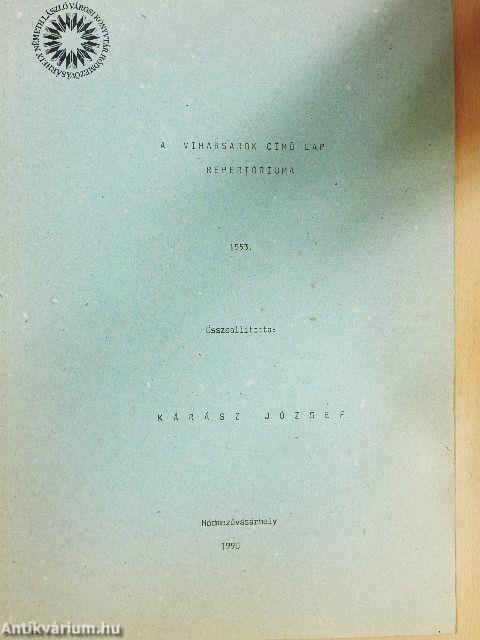 NÉMETH LÁSZLÓ VÁROSI KÖNYVTÁR, HÓDMEZŐVÁSÁRHELY
A VIHARSAROK CÍMŰ LAP
REPERTÓRIUMA
1953.
Összeállította:
KÁRÁSZ JÓZSEF
Hódmezővásárhely
1990
Antikvárium.hu